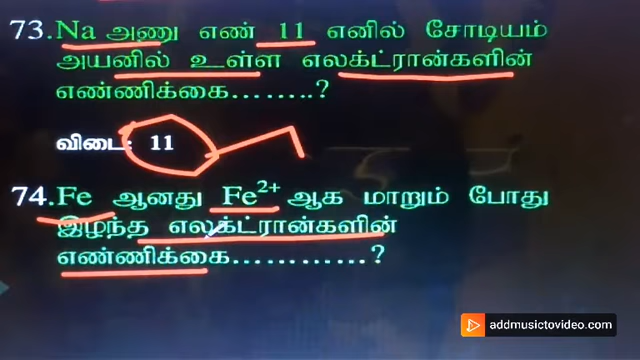 73.Na அணு எண் 11 எனில் சோடியம்
அயனில் உள்ள எலக்ட்ரான்களின்
எண்ணிக்கை........?
விடை: 11
74.Fe ஆனது Fe²⁺ ஆக மாறும் போது
இழந்த எலக்ட்ரான்களின்
எண்ணிக்கை.............?
addmusictovideo.com